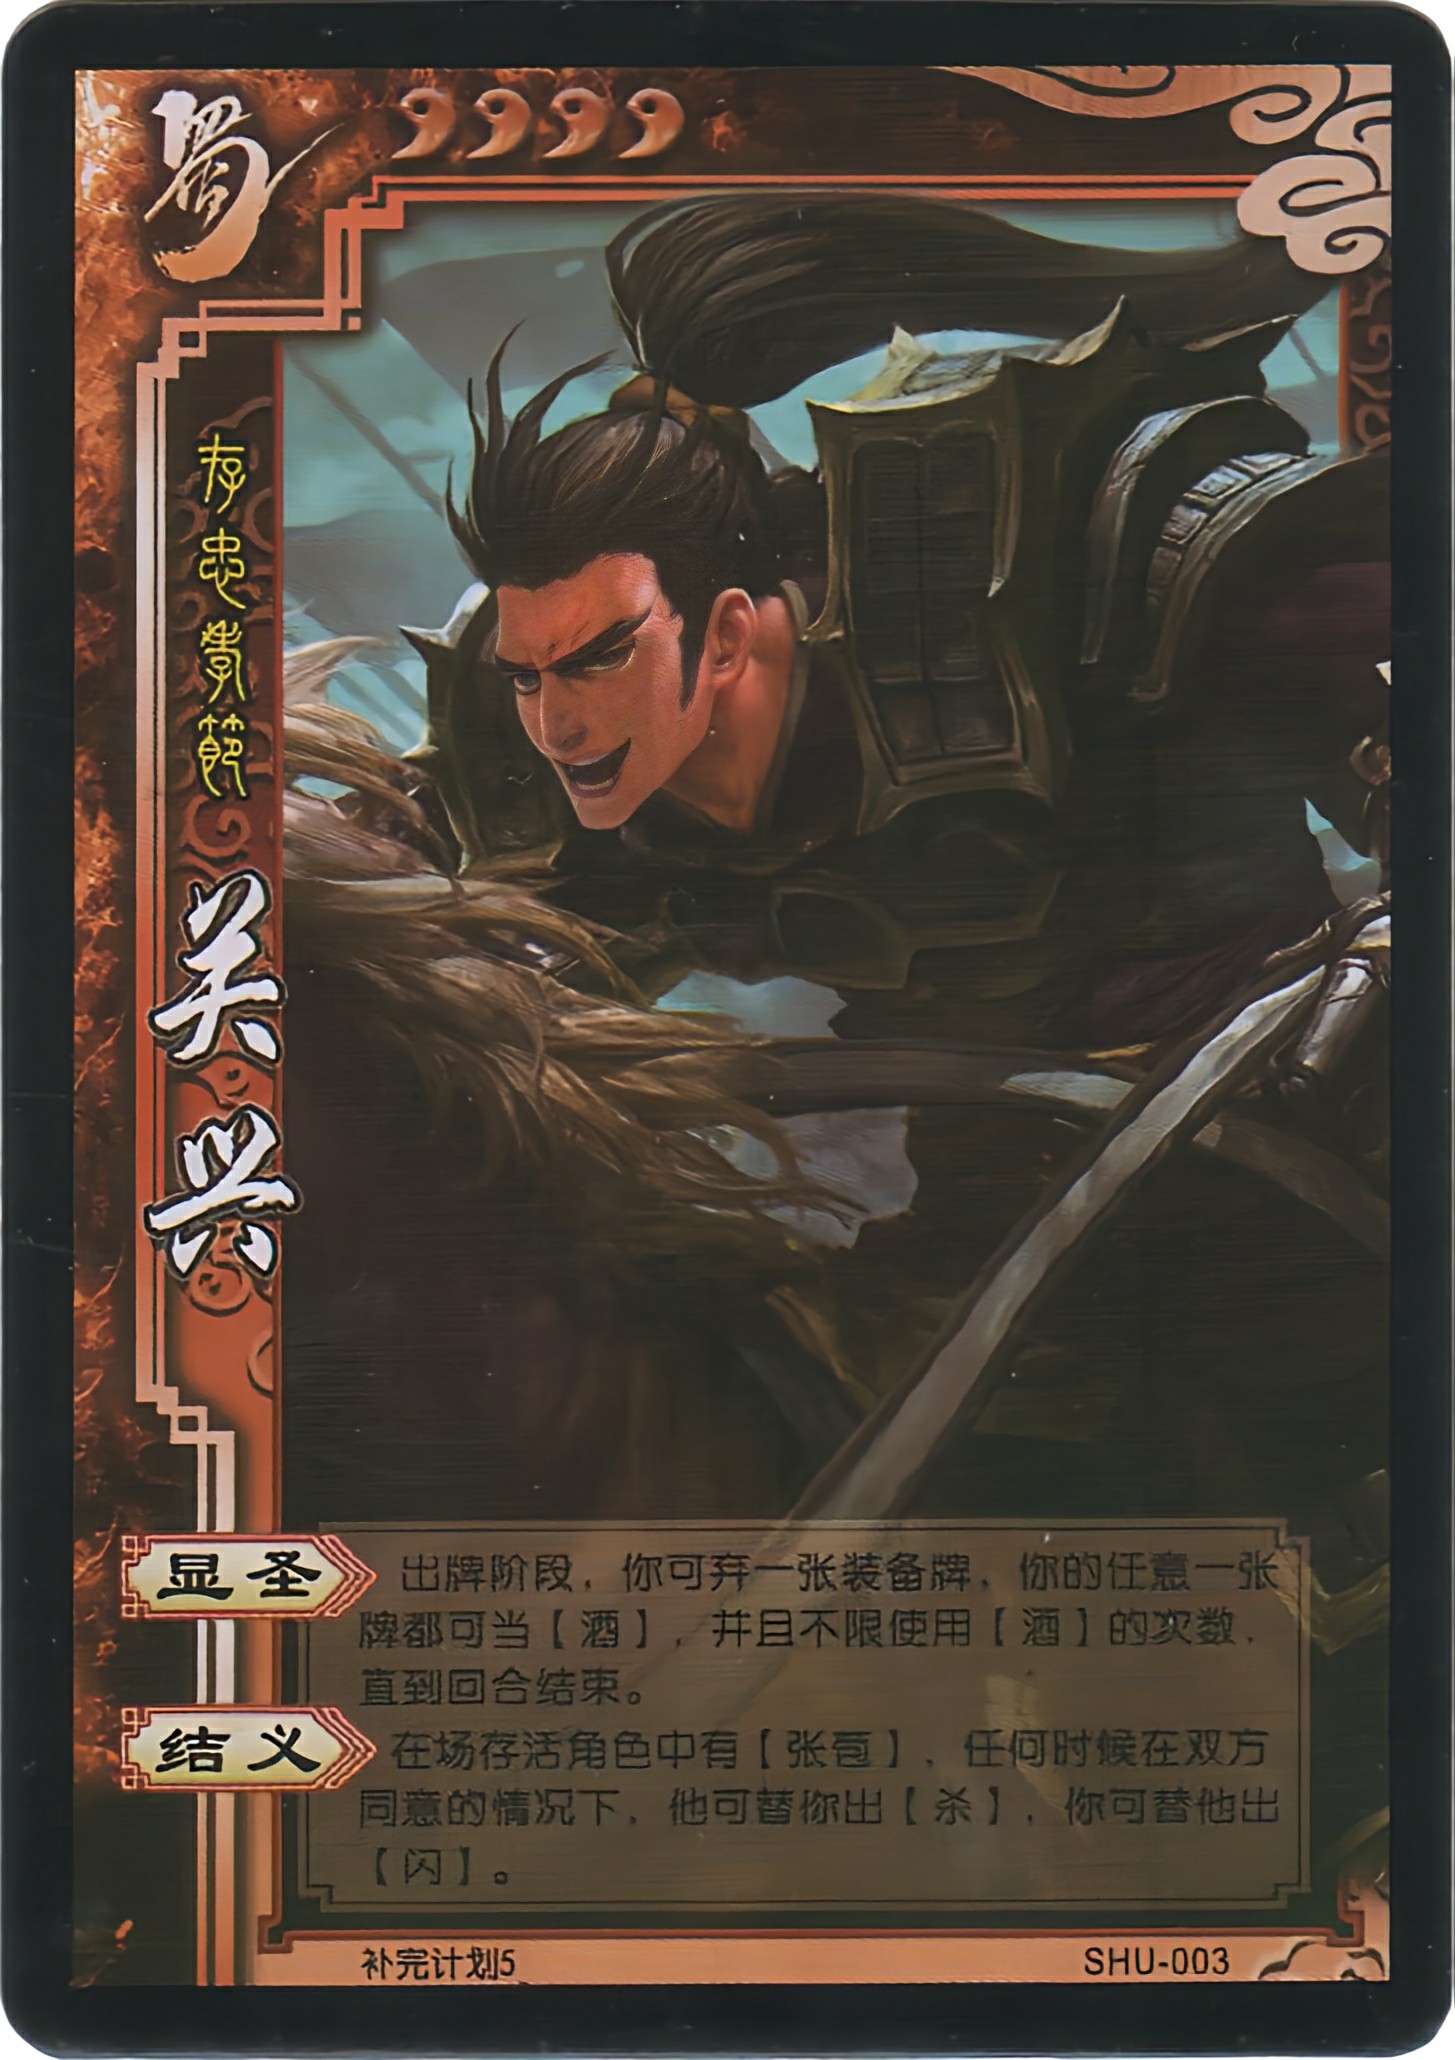 蜀
存忠孝節
关兴
显圣
出牌阶段，你可弃一张装备牌，你的任意一张
牌都可当【酒】，并且不限使用【酒】的次数，
直到回合结束。
结义
在场存活角色中有【张苞】，任何时候在双方
同意的情况下，他可替你出【杀】，你可替他出
【闪】。
补完计划5
SHU-003